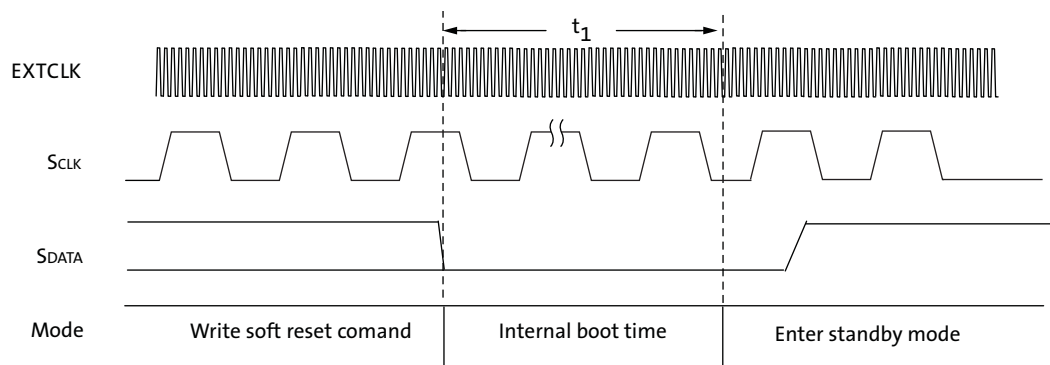 t1
EXTCLK
SCLK
SDATA
Mode
Write soft reset comand
Internal boot time
Enter standby mode